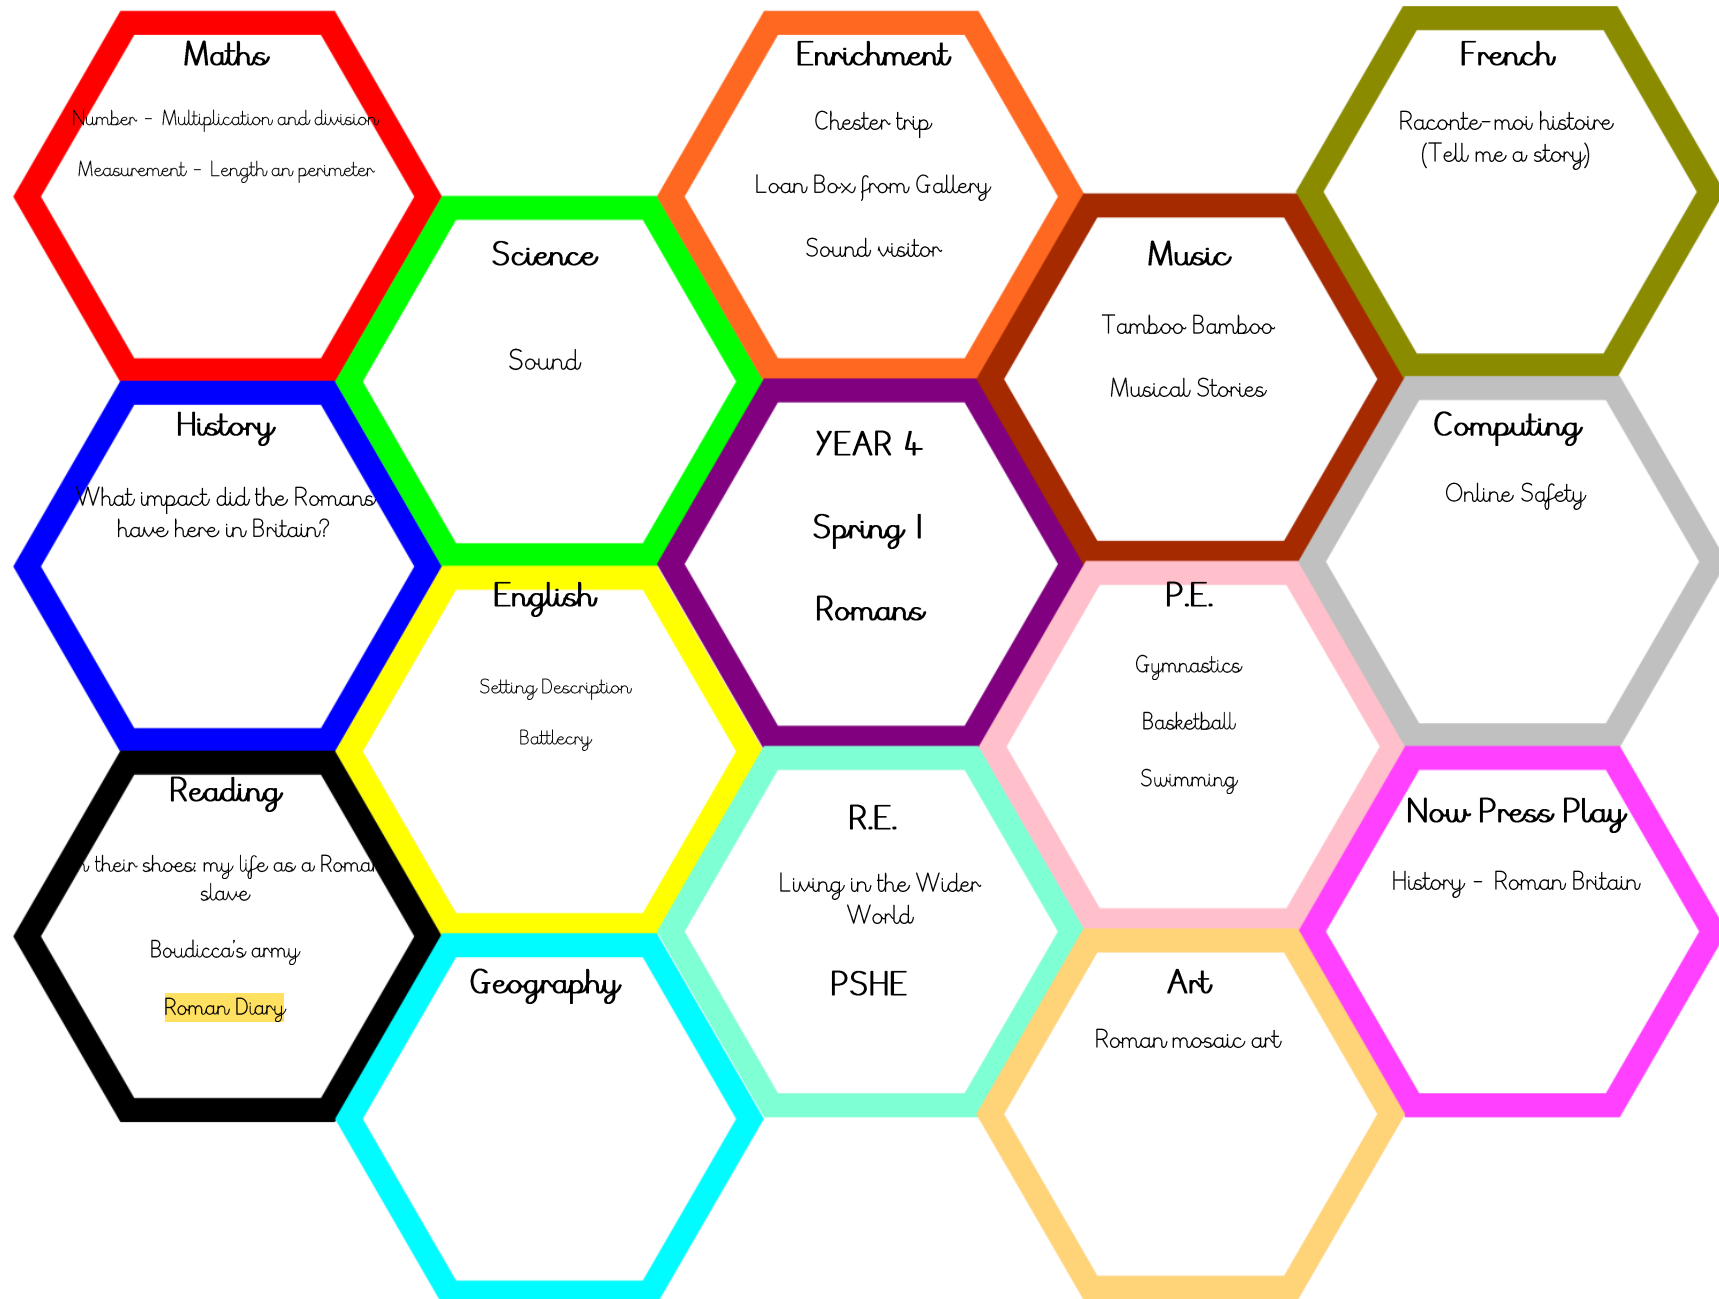 Maths
Number - Multiplication and division
Measurement - Length an perimeter
Enrichment
Chester trip
Loan Box from Gallery
Sound visitor
French
Raconte-moi histoire
(Tell me a story)
Science
Sound
Music
Tamboo Bamboo
Musical Stories
History
What impact did the Romans
have here in Britain?
YEAR 4
Spring 1
Romans
Computing
Online Safety
English
Setting Description
Battlecry
P.E.
Gymnastics
Basketball
Swimming
Reading
their shoes: my life as a Roman
slave
Boudicca's army
Roman Diary
R.E.
Living in the Wider
World
PSHE
Now Press Play
History - Roman Britain
Geography
Art
Roman mosaic art